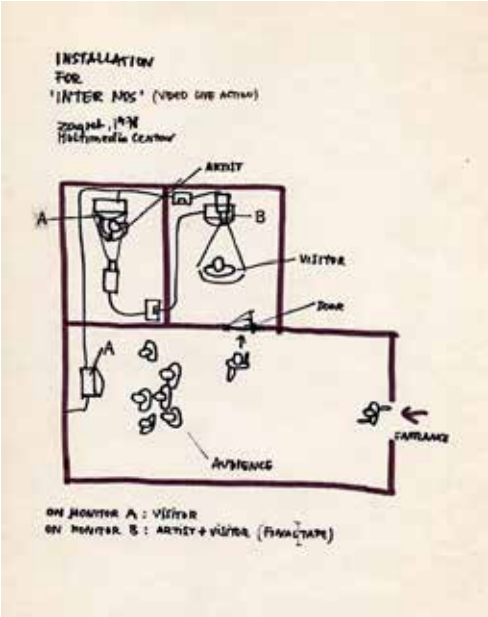 INSTALLATION
FOR
'INTER NOS' (VIDEO LIVE ACTION)
Zagreb, 1978
Multimedia Center
ARTIST
A
B
VISITOR
DOOR
A
ENTRANCE
AUDIENCE
ON MONITOR A : VISITOR
ON MONITOR B : ARTIST + VISITOR (FINAL TAPE)